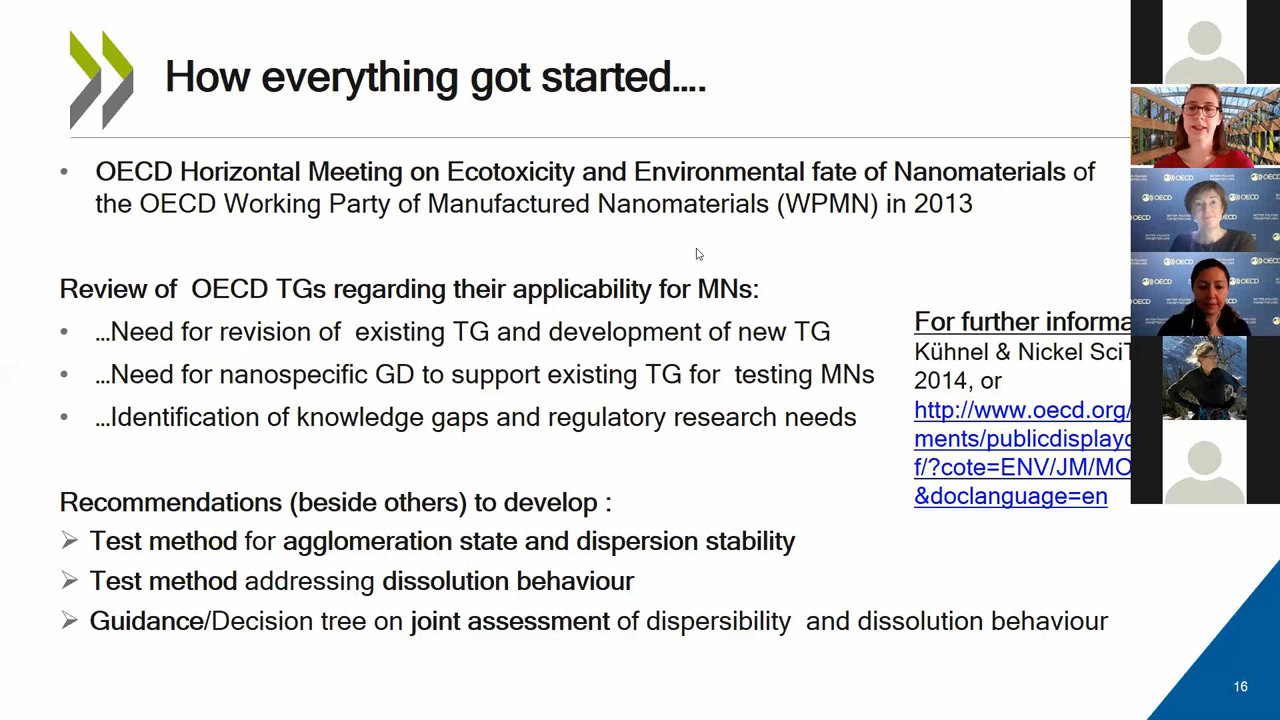 How everything got started....
• OECD Horizontal Meeting on Ecotoxicity and Environmental fate of Nanomaterials of
the OECD Working Party of Manufactured Nanomaterials (WPMN) in 2013
Review of OECD TGs regarding their applicability for MNs:
• ...Need for revision of existing TG and development of new TG
• ...Need for nanospecific GD to support existing TG for testing MNs
• ...Identification of knowledge gaps and regulatory research needs
For further informa
Kühnel & Nickel SciT
2014, or
http://www.oecd.org/
ments/publicdisplayd
f/?cote=ENV/JM/MO
&doclanguage=en
Recommendations (beside others) to develop :
➢ Test method for agglomeration state and dispersion stability
➢ Test method addressing dissolution behaviour
➢ Guidance/Decision tree on joint assessment of dispersibility and dissolution behaviour
16
OECD
OECD
OECD
OECD